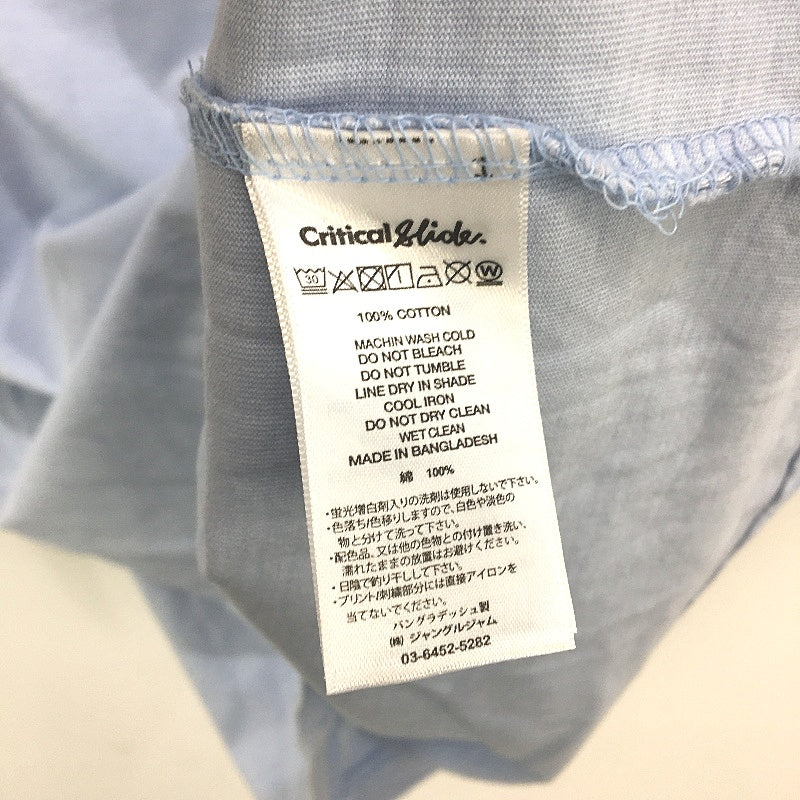 Critical Slide.
30 W
100% COTTON
MACHIN WASH COLD
DO NOT BLEACH
DO NOT TUMBLE
LINE DRY IN SHADE
COOL IRON
DO NOT DRY CLEAN
WET CLEAN
MADE IN BANGLADESH
綿 100%
・蛍光増白剤入りの洗剤は使用しないで下さい。
・色落ち/色移りしますので、白色や淡色の
物と分けて洗って下さい。
・配色品、又は他の色物との付け置き洗い、
濡れたままの放置はお避けください。
・日陰で釣り干しして下さい。
・プリント/刺繍部分には直接アイロンを
当てないでください。
バングラデッシュ製
(株) ジャングルジャム
03-6452-5282